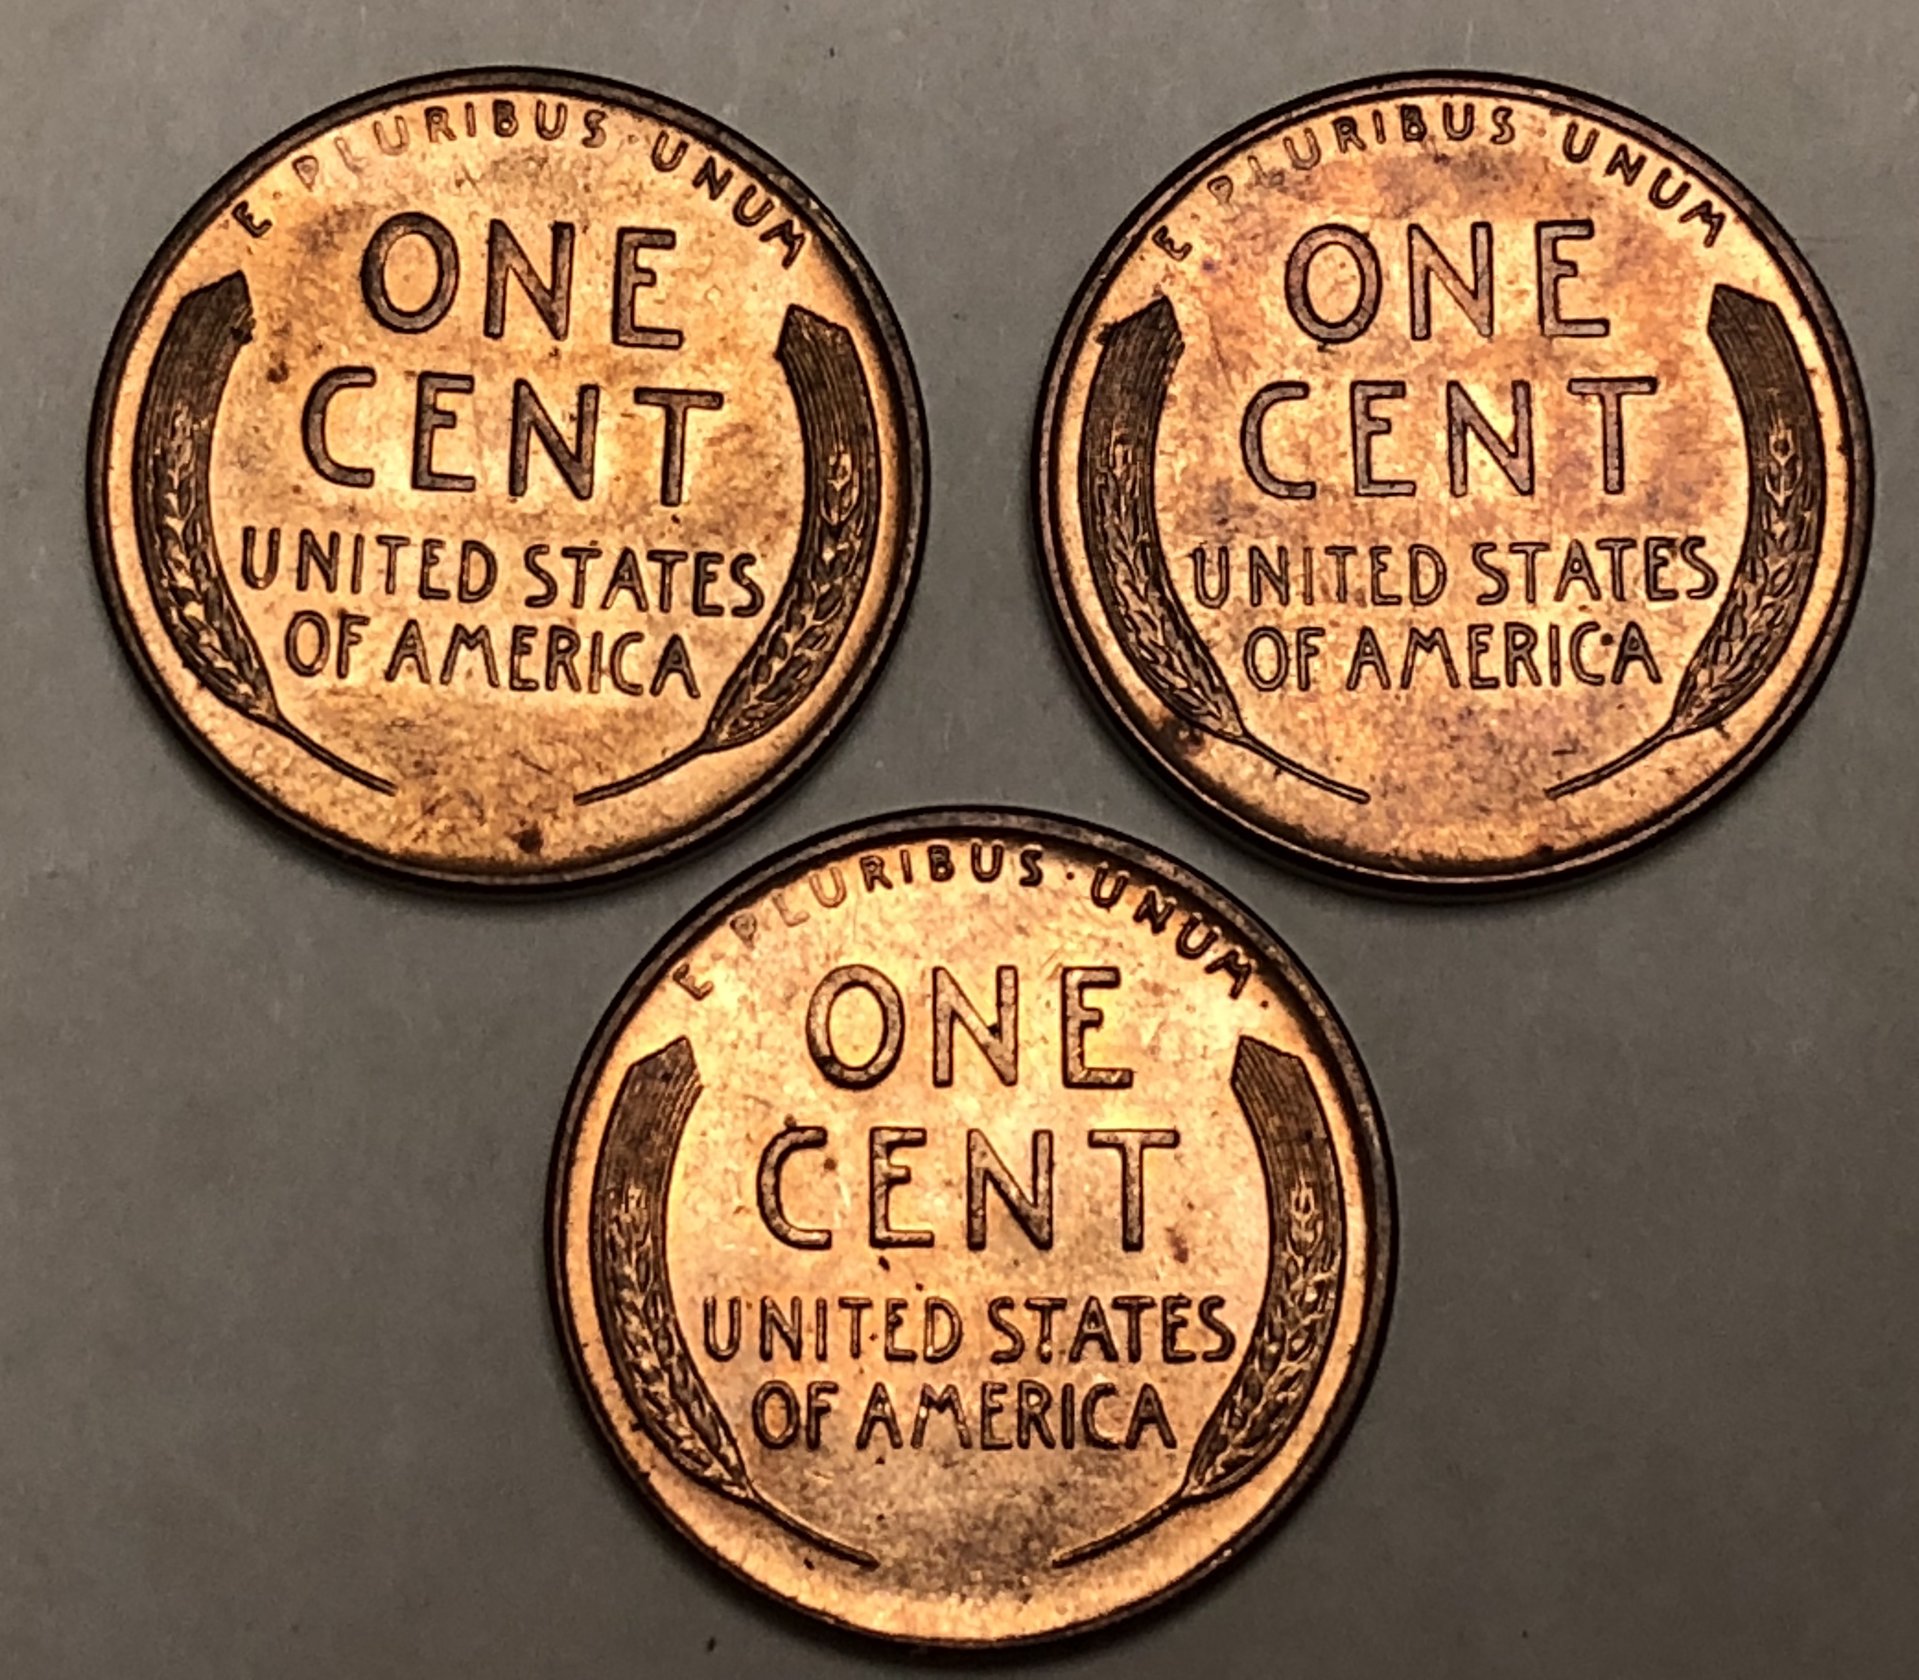 E·PLURIBUS·UNUM
ONE
CENT
UNITED STATES
OF AMERICA
E·PLURIBUS·UNUM
ONE
CENT
UNITED STATES
OF AMERICA
E·PLURIBUS·UNUM
ONE
CENT
UNITED STATES
OF AMERICA